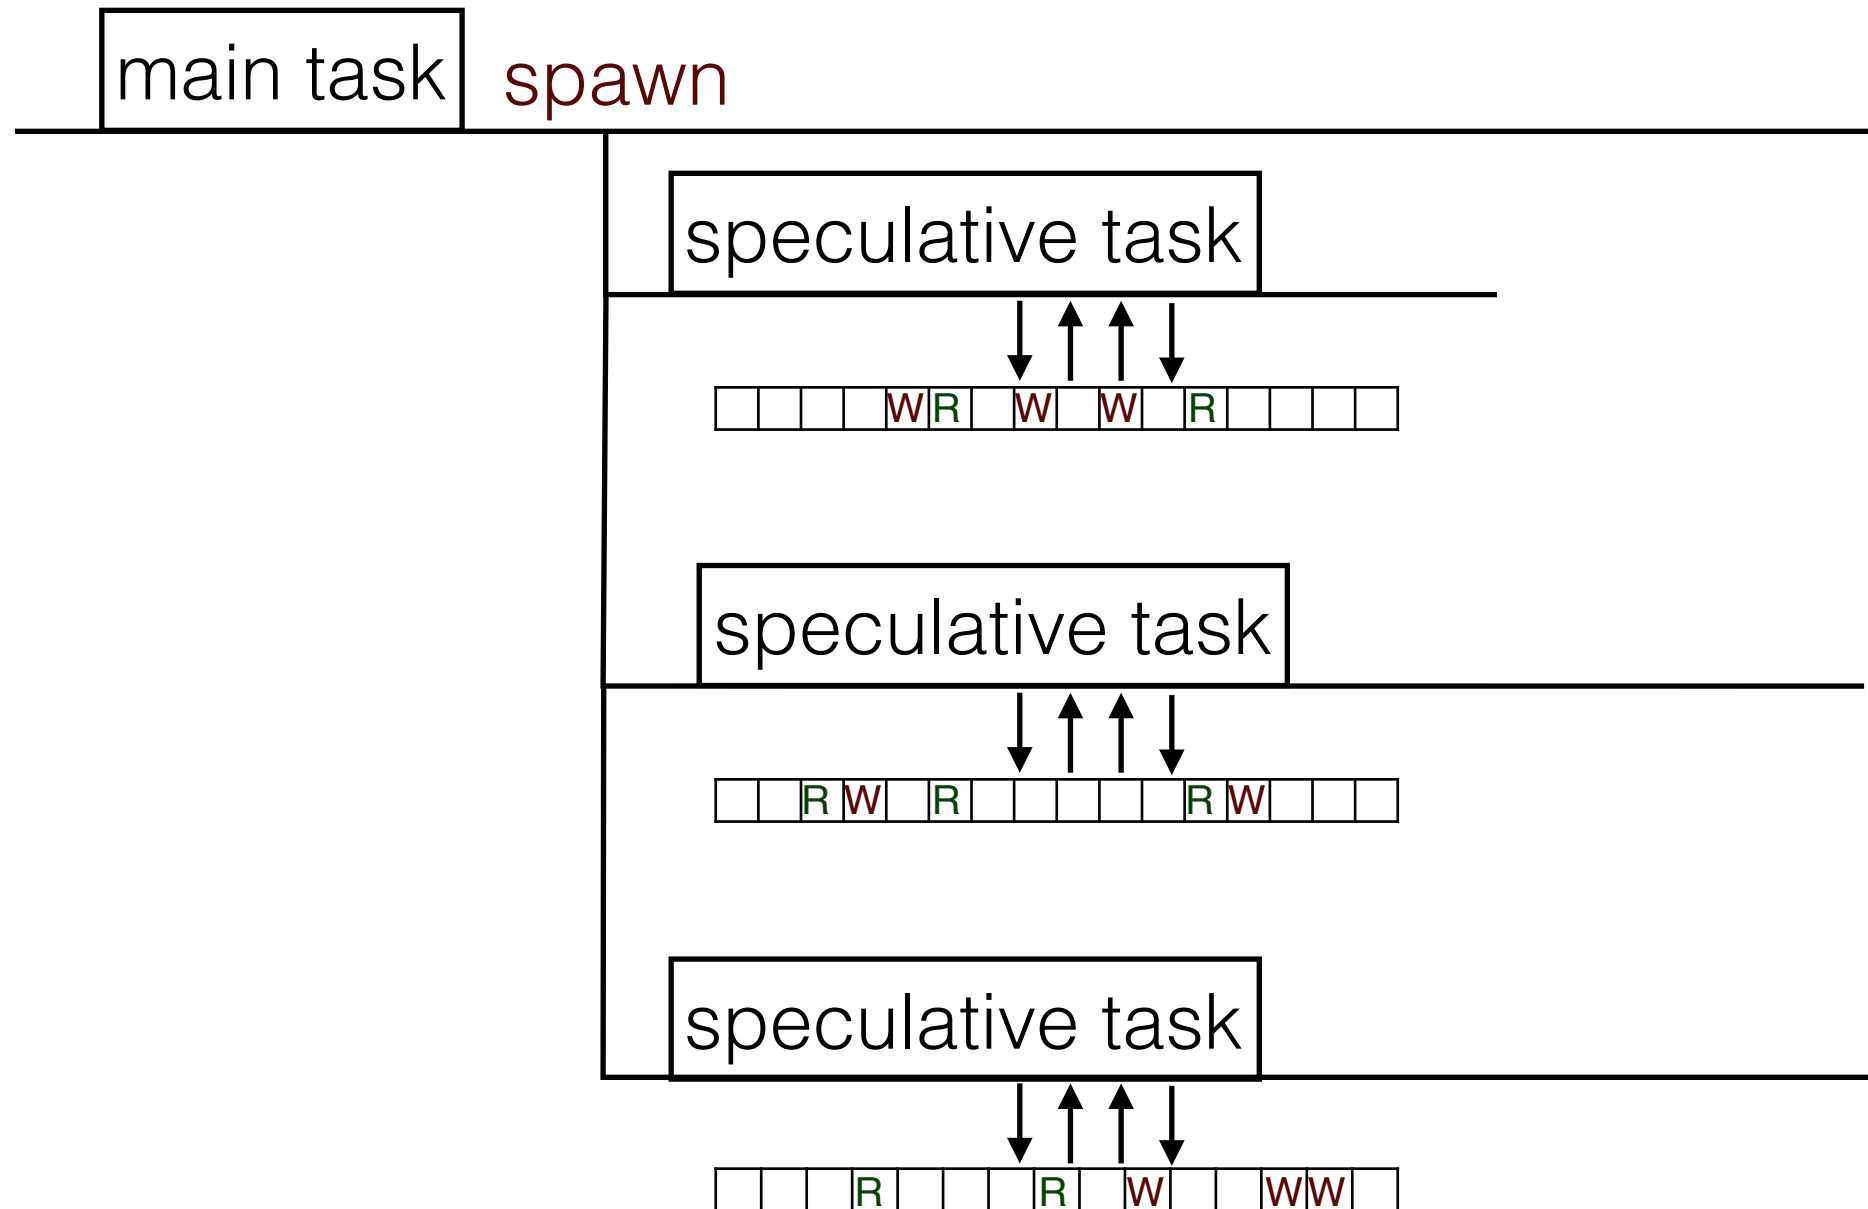 main task
spawn
speculative task
W R W W R
speculative task
R W R R W
speculative task
R R W W W